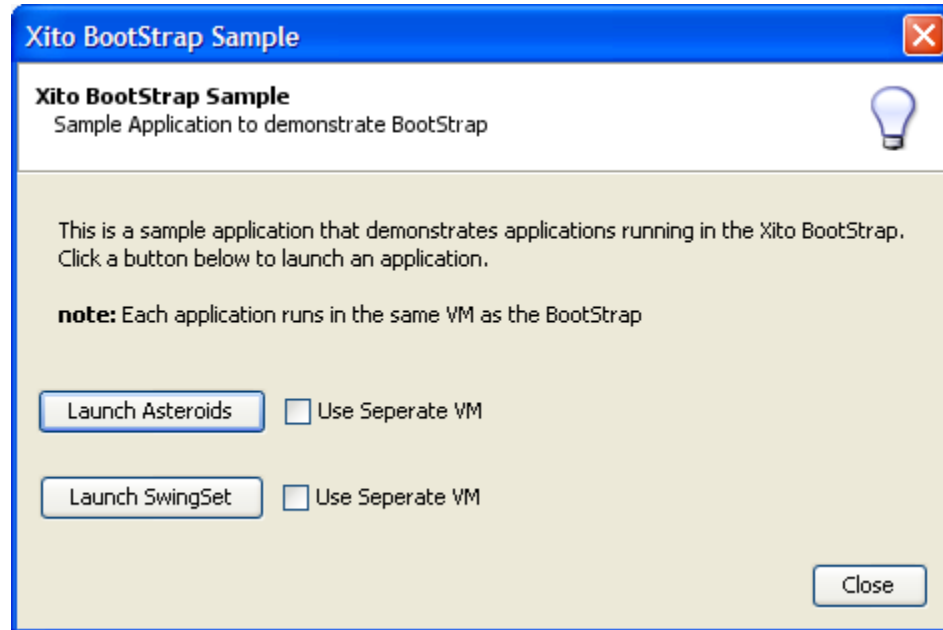 Xito BootStrap Sample
Xito BootStrap Sample
Sample Application to demonstrate BootStrap
This is a sample application that demonstrates applications running in the Xito BootStrap.
Click a button below to launch an application.
note: Each application runs in the same VM as the BootStrap
Launch Asteroids Use Seperate VM
Launch SwingSet Use Seperate VM
Close